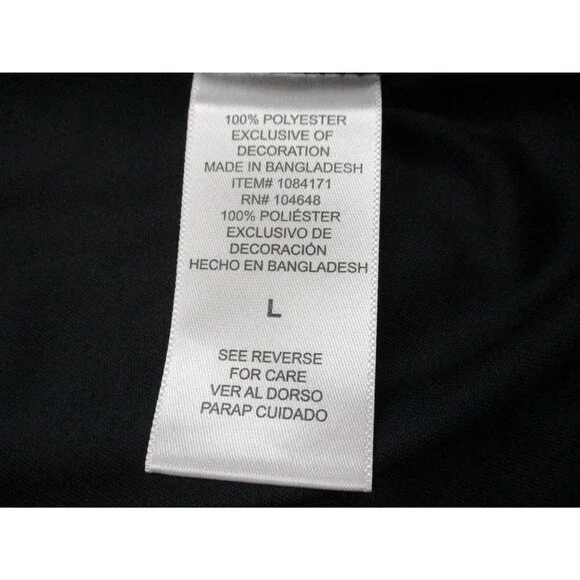 100% POLYESTER
EXCLUSIVE OF
DECORATION
MADE IN BANGLADESH
ITEM# 1084171
RN# 104648
100% POLIÉSTER
EXCLUSIVO DE
DECORACIÓN
HECHO EN BANGLADESH
L
SEE REVERSE
FOR CARE
VER AL DORSO
PARAP CUIDADO